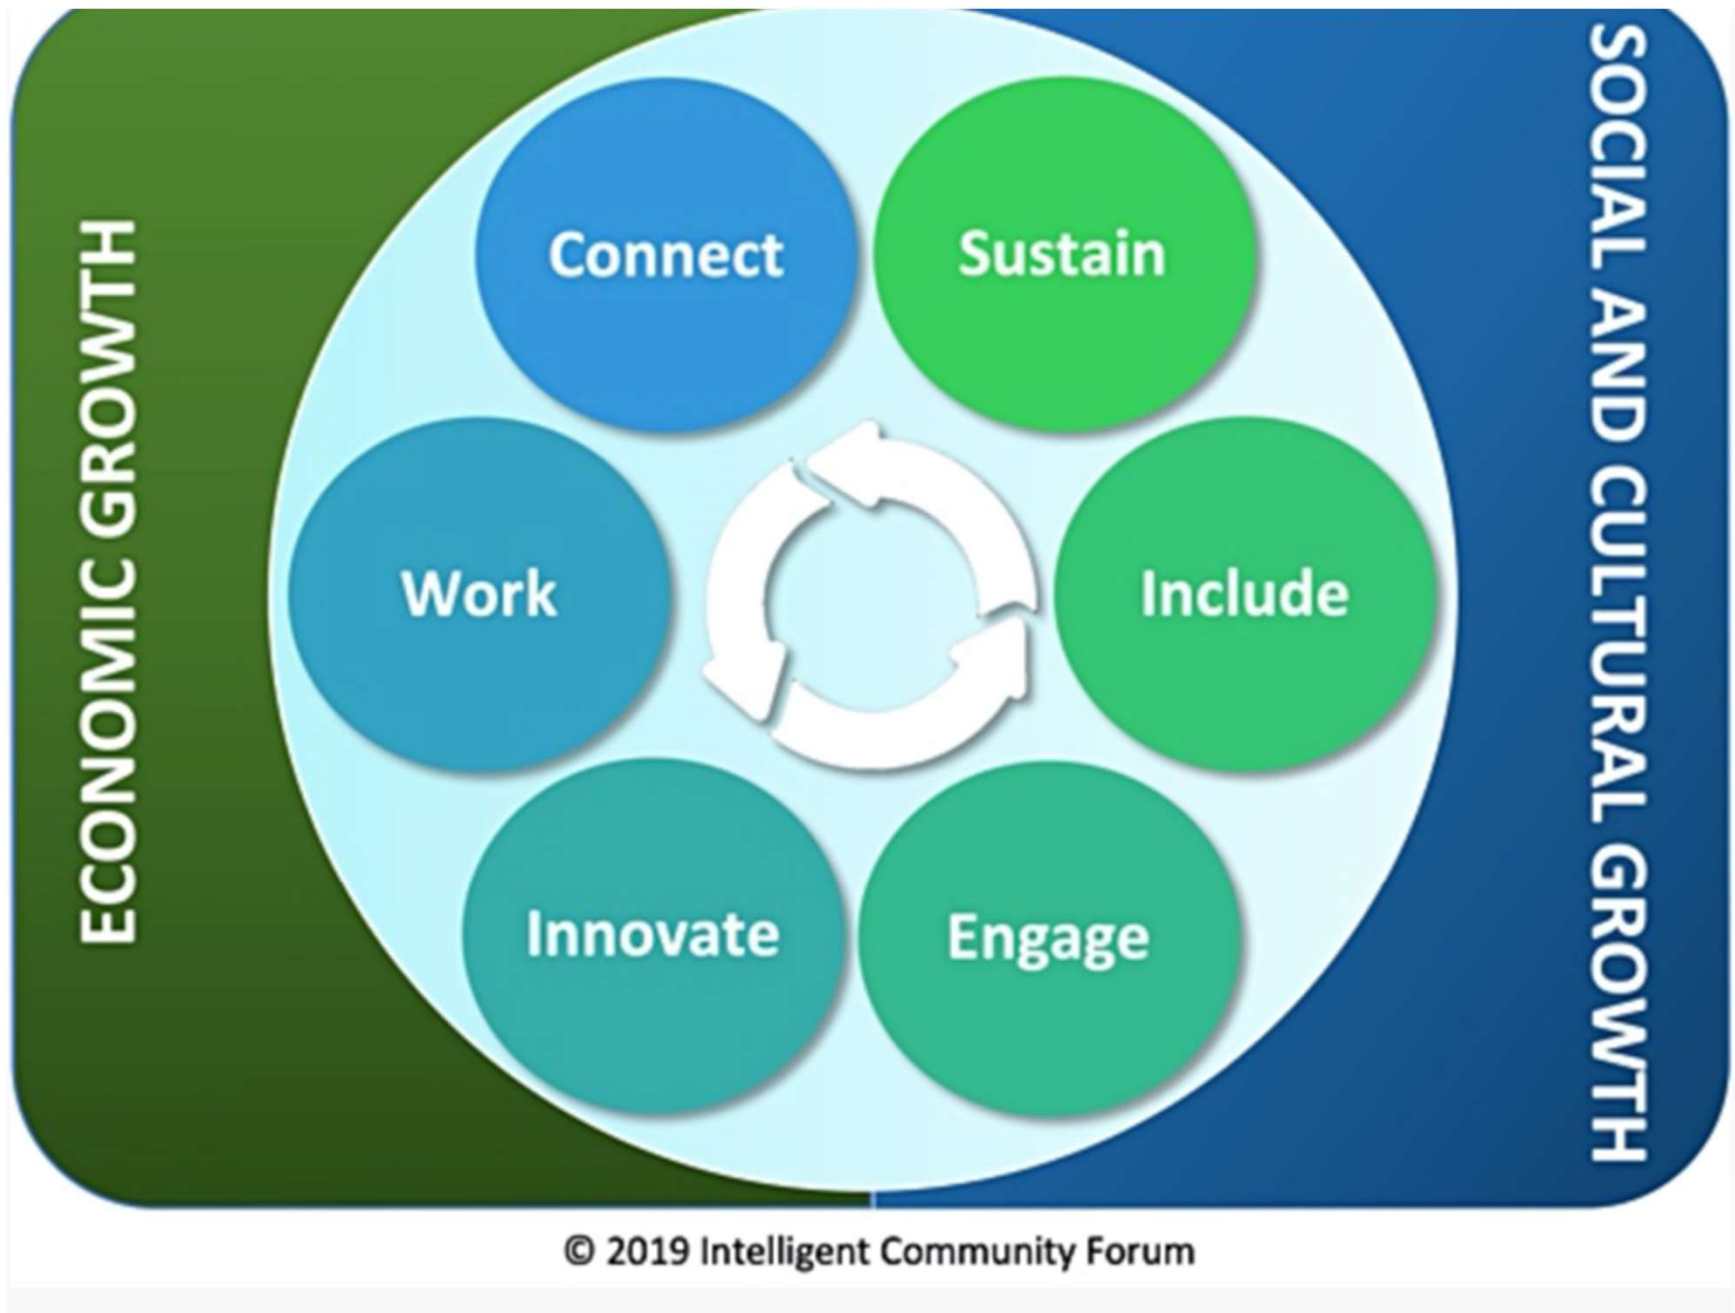 ECONOMIC GROWTH
SOCIAL AND CULTURAL GROWTH
Connect
Sustain
Work
Include
Innovate
Engage
© 2019 Intelligent Community Forum